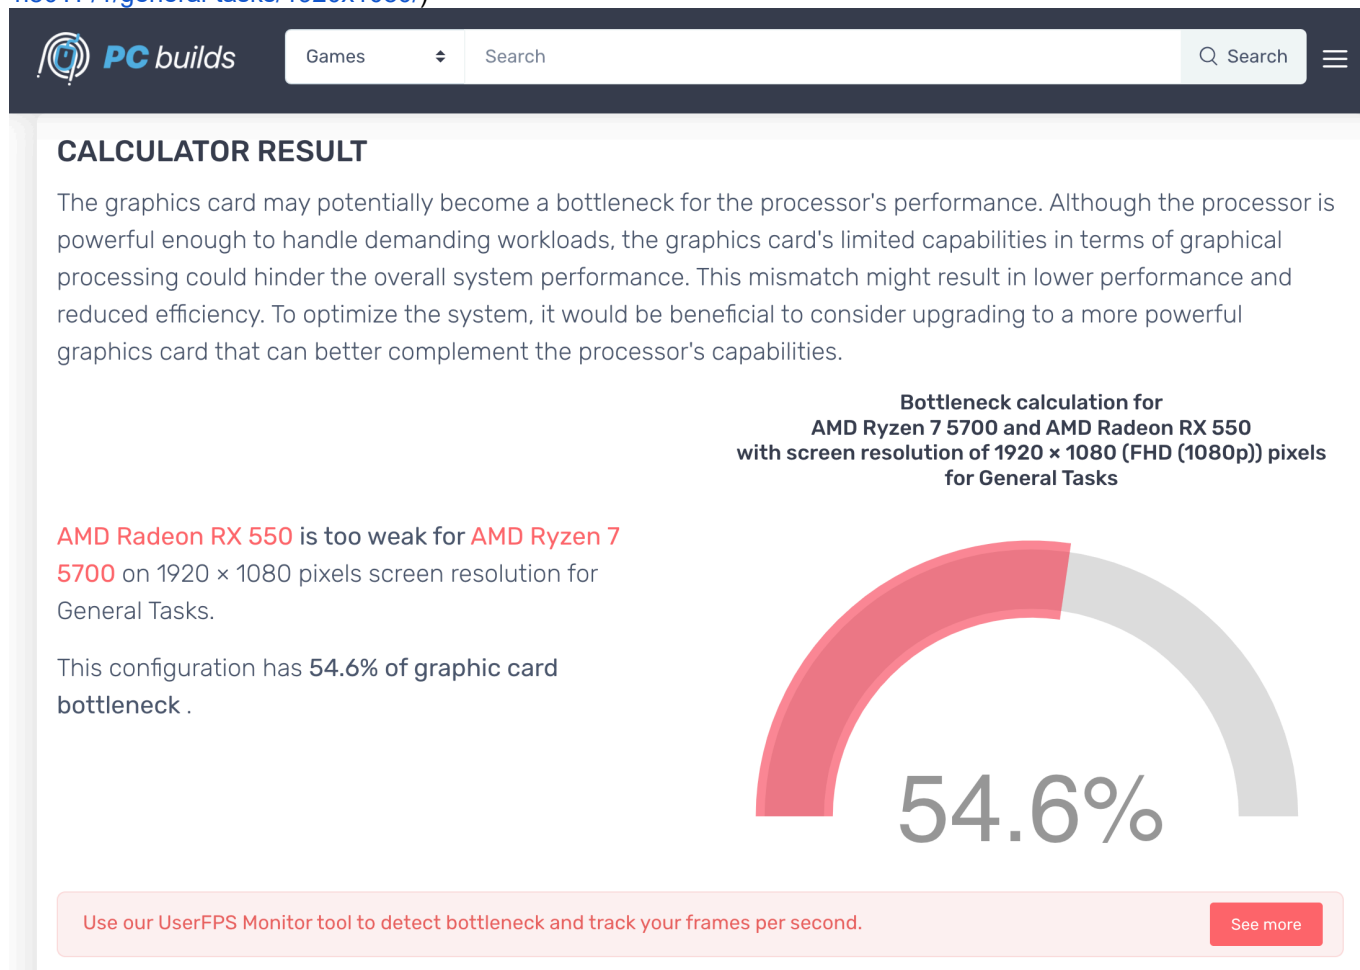 PC builds
Games
Search
Search
CALCULATOR RESULT
The graphics card may potentially become a bottleneck for the processor's performance. Although the processor is
powerful enough to handle demanding workloads, the graphics card's limited capabilities in terms of graphical
processing could hinder the overall system performance. This mismatch might result in lower performance and
reduced efficiency. To optimize the system, it would be beneficial to consider upgrading to a more powerful
graphics card that can better complement the processor's capabilities.
Bottleneck calculation for
AMD Ryzen 7 5700 and AMD Radeon RX 550
with screen resolution of 1920 × 1080 (FHD (1080p)) pixels
for General Tasks
AMD Radeon RX 550 is too weak for AMD Ryzen 7
5700 on 1920 × 1080 pixels screen resolution for
General Tasks.
This configuration has 54.6% of graphic card
bottleneck .
54.6%
Use our UserFPS Monitor tool to detect bottleneck and track your frames per second.
See more